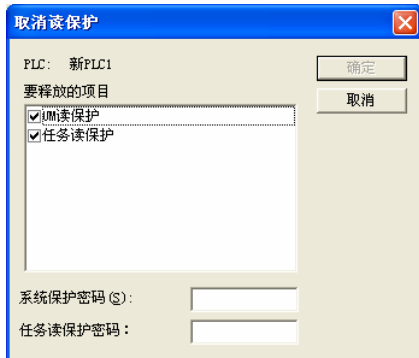 取消读保护
PLC: 新PLC1
确定
要释放的项目
取消
UM读保护
任务读保护
系统保护密码(S):
任务读保护密码：